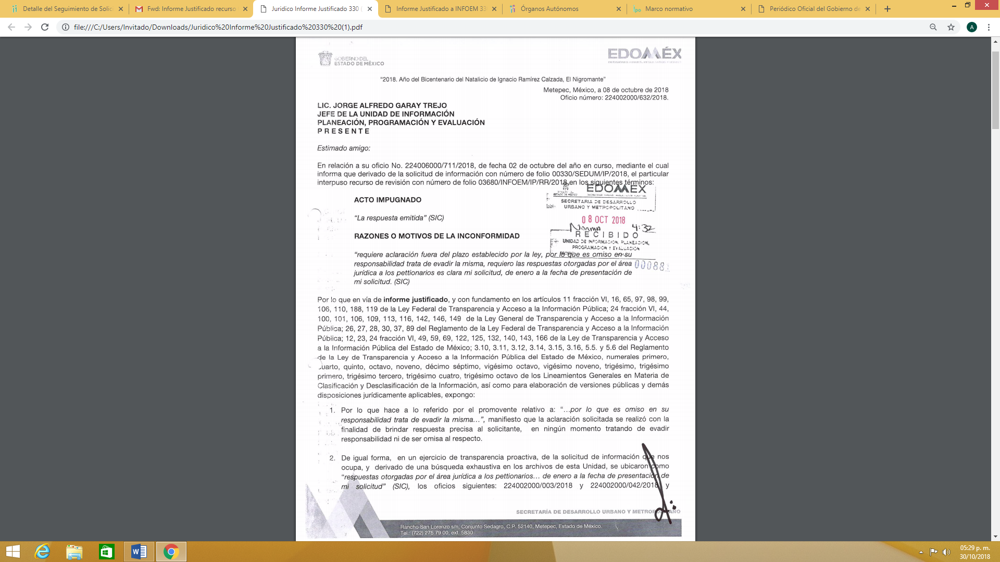 Detalle del Seguimiento de Solici
Fwd: Informe Justificado recurso
Juridico Informe Justificado 330 (
Informe Justificado a INFOEM 33
Órganos Autónomos
Marco normativo
Periódico Oficial del Gobierno de
file:///C:/Users/Invitado/Downloads/Juridico%20Informe%20Justificado%20330%20(1).pdf
A
GOBIERNO DEL
ESTADO DE MÉXICO
EDOMÉX
DECISIONES FIRMES, RESULTADOS FUERTES
“2018. Año del Bicentenario del Natalicio de Ignacio Ramírez Calzada, El Nigromante”
Metepec, México, a 08 de octubre de 2018
Oficio número: 224002000/632/2018.
LIC. JORGE ALFREDO GARAY TREJO
JEFE DE LA UNIDAD DE INFORMACIÓN
PLANEACIÓN, PROGRAMACIÓN Y EVALUACIÓN
P R E S E N T E
Estimado amigo:
En relación a su oficio No. 224006000/711/2018, de fecha 02 de octubre del año en curso, mediante el cual
informa que derivado de la solicitud de información con número de folio 00330/SEDUM/IP/2018, el particular
interpuso recurso de revisión con número de folio 03680/INFOEM/IP/RR/2018 en los siguientes términos:
EDOMEX
SECRETARIA DE DESARROLLO
URBANO Y METROPOLITANO
ACTO IMPUGNADO
“La respuesta emitida” (SIC)
08 OCT 2018
Norma 4:32
RECIBIDO
UNIDAD DE INFORMACION, PLANEACION,
PROGRAMACION Y EVALUACION
RAZONES O MOTIVOS DE LA INCONFORMIDAD
“requiere aclaración fuera del plazo establecido por la ley, por lo que es omiso en su
responsabilidad trata de evadir la misma, requiero las respuestas otorgadas por el área
000881
jurídica a los pettionarios es clara mi solicitud, de enero a la fecha de presentación de
mi solicitud. (SIC)
Por lo que en vía de informe justificado, y con fundamento en los artículos 11 fracción VI, 16, 65, 97, 98, 99,
106, 110, 188, 119 de la Ley Federal de Transparencia y Acceso a la Información Pública; 24 fracción VI, 44,
100, 101, 106, 109, 113, 116, 142, 146, 149 de la Ley General de Transparencia y Acceso a la Información
Pública; 26, 27, 28, 30, 37, 89 del Reglamento de la Ley Federal de Transparencia y Acceso a la Información
Pública; 12, 23, 24 fracción VI, 49, 59, 69, 122, 125, 132, 140, 143, 166 de la Ley de Transparencia y Acceso
a la Información Pública del Estado de México; 3.10, 3.11, 3.12, 3.14, 3.15, 3.16, 5.5. y 5.6 del Reglamento
de la Ley de Transparencia y Acceso a la Información Pública del Estado de México, numerales primero,
cuarto, quinto, octavo, noveno, décimo séptimo, vigésimo octavo, vigésimo noveno, trigésimo, trigésimo
primero, trigésimo tercero, trigésimo cuatro, trigésimo octavo de los Lineamientos Generales en Materia de
Clasificación y Desclasificación de la Información, así como para elaboración de versiones públicas y demás
disposiciones jurídicamente aplicables, expongo:
1. Por lo que hace a lo referido por el promovente relativo a: “…por lo que es omiso en su
responsabilidad trata de evadir la misma…”, manifiesto que la aclaración solicitada se realizó con la
finalidad de brindar respuesta precisa al solicitante, en ningún momento tratando de evadir
responsabilidad ni de ser omisa al respecto.
2. De igual forma, en un ejercicio de transparencia proactiva, de la solicitud de información que nos
ocupa, y derivado de una búsqueda exhaustiva en los archivos de esta Unidad, se ubicaron como
“respuestas otorgadas por el área jurídica a los pettionarios… de enero a la fecha de presentación de
mi solicitud” (SIC), los oficios siguientes: 224002000/003/2018 y 224002000/042/2018 y
SECRETARÍA DE DESARROLLO URBANO Y METROPOLITANO
Rancho San Lorenzo s/n, Conjunto Sedagro, C.P. 52140, Metepec, Estado de México.
Tel.: (722) 275 79 00, ext. 5830
05:29 p. m.
30/10/2018